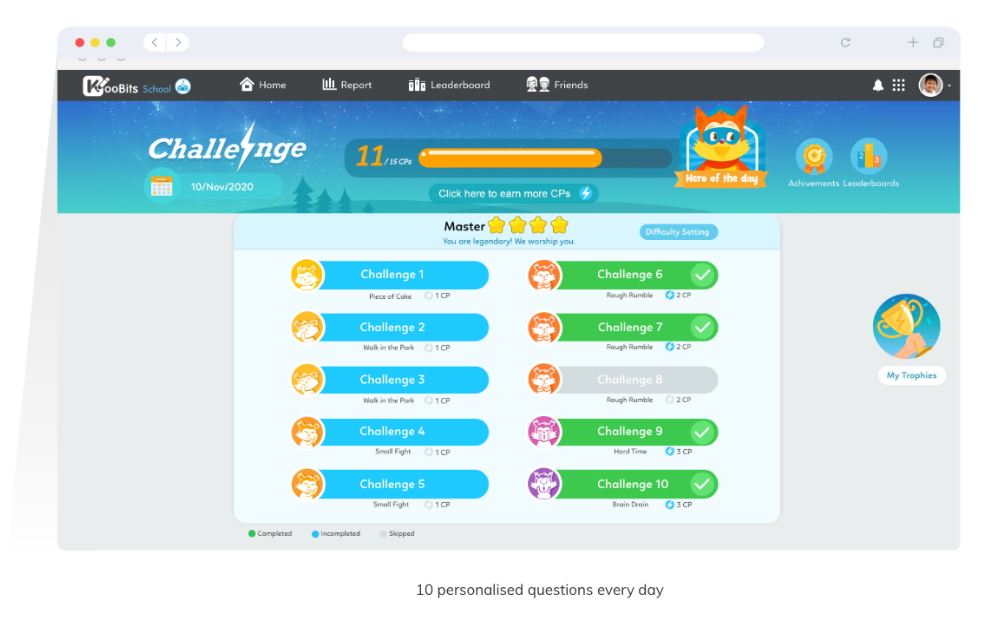 KooBits School
Home
Report
Leaderboard
Friends
Challenge
10/Nov/2020
11/15 CPs
Click here to earn more CPs
Hero of the day
Achivements
Leoderboards
2
3
Master
You are legendary! We worship you.
Difficulty Setting
Challenge 1
Piece of Cake 1 CP
Challenge 2
Walk in the Park 1 CP
Challenge 3
Walk in the Park 1 CP
Challenge 4
Small Fight 1 CP
Challenge 5
Small Fight 1 CP
Challenge 6
Rough Rumble 2 CP
Challenge 7
Rough Rumble 2 CP
Challenge 8
Rough Rumble 2 CP
Challenge 9
Hard Time 3 CP
Challenge 10
Brain Drain 3 CP
My Trophies
Completed
Incompleted
Skipped
10 personalised questions every day